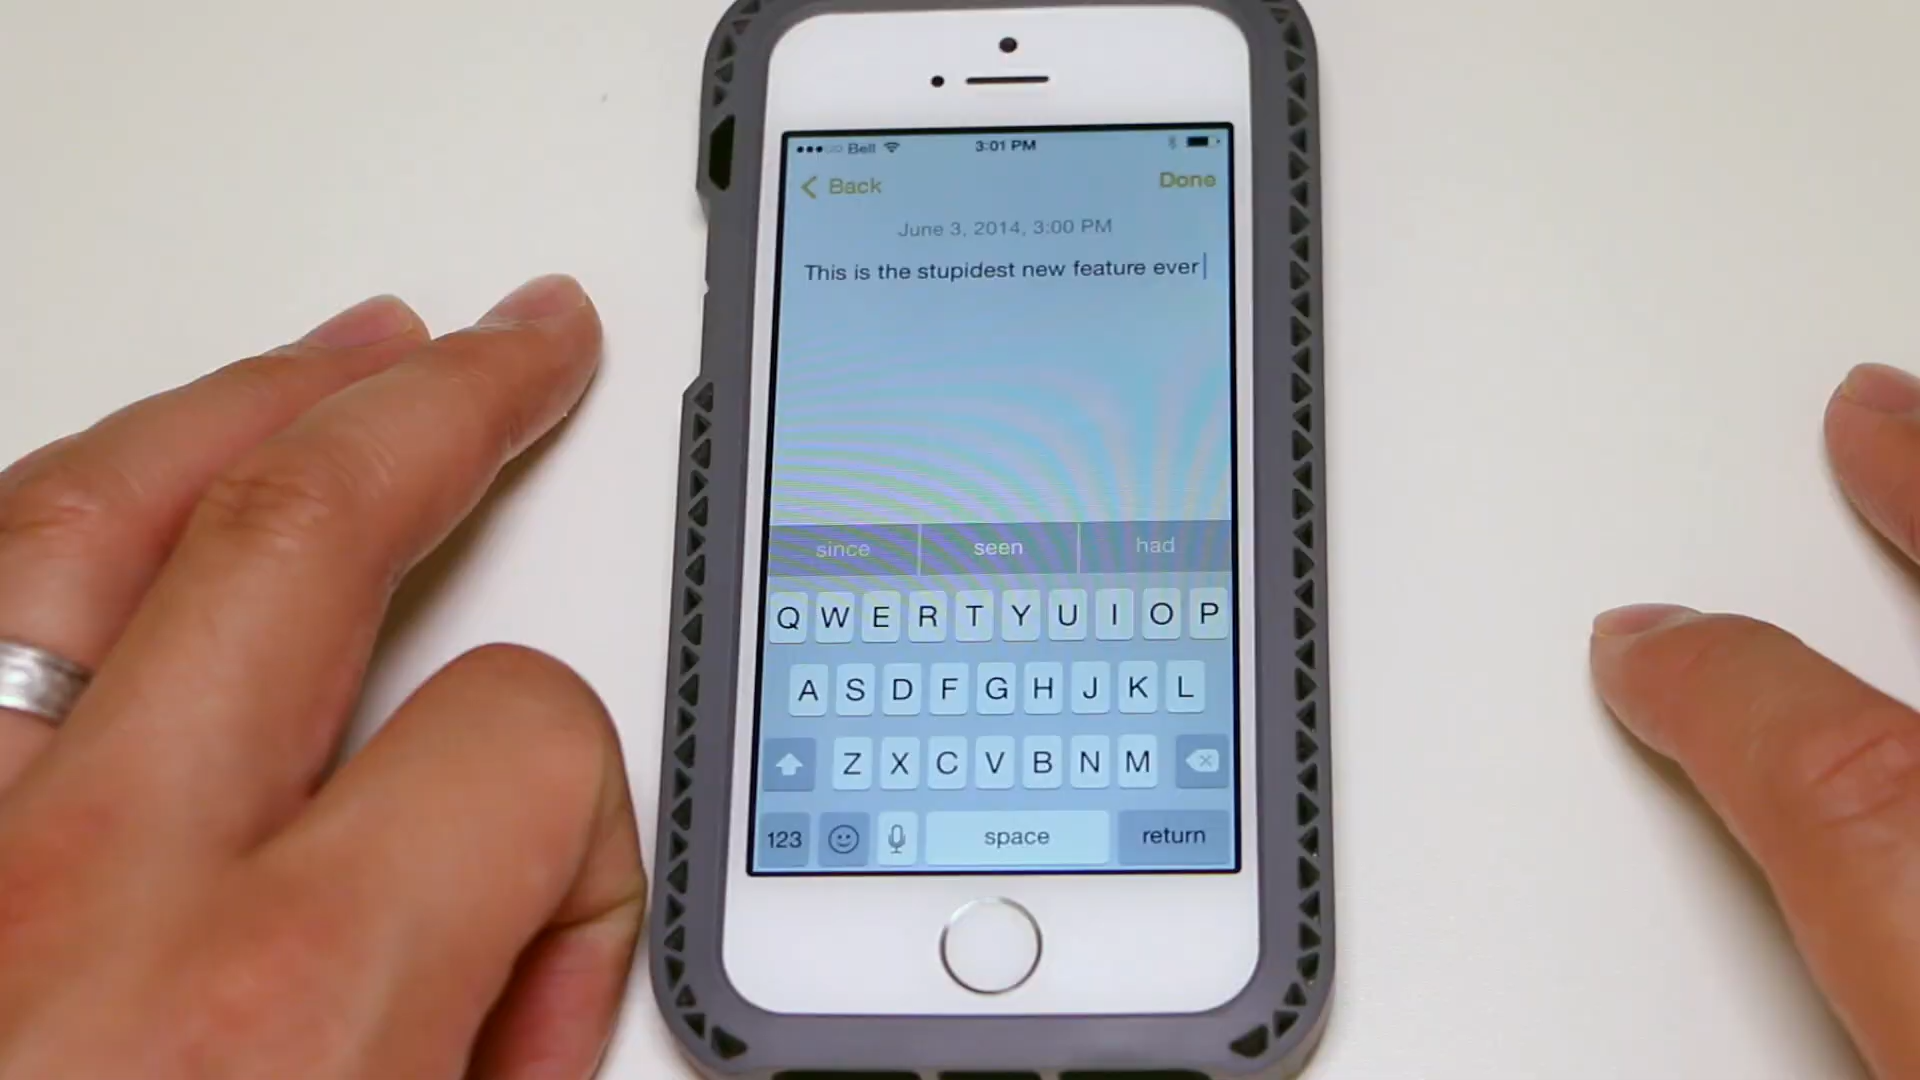 Bell 3:01 PM
Back Done
June 3, 2014, 3:00 PM
This is the stupidest new feature ever
since seen had
Q W E R T Y U I O P
A S D F G H J K L
Z X C V B N M
123 space return